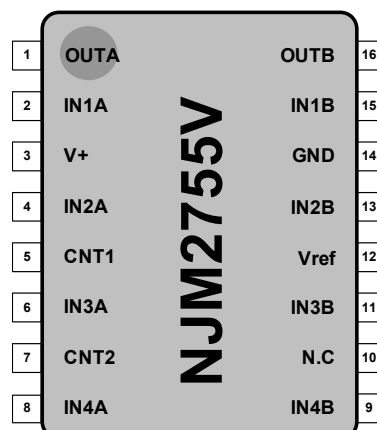 1 OUTA OUTB 16
2 IN1A IN1B 15
3 V+ GND 14
4 IN2A IN2B 13
5 CNT1 Vref 12
6 IN3A IN3B 11
7 CNT2 N.C 10
8 IN4A IN4B 9
NJM2755V